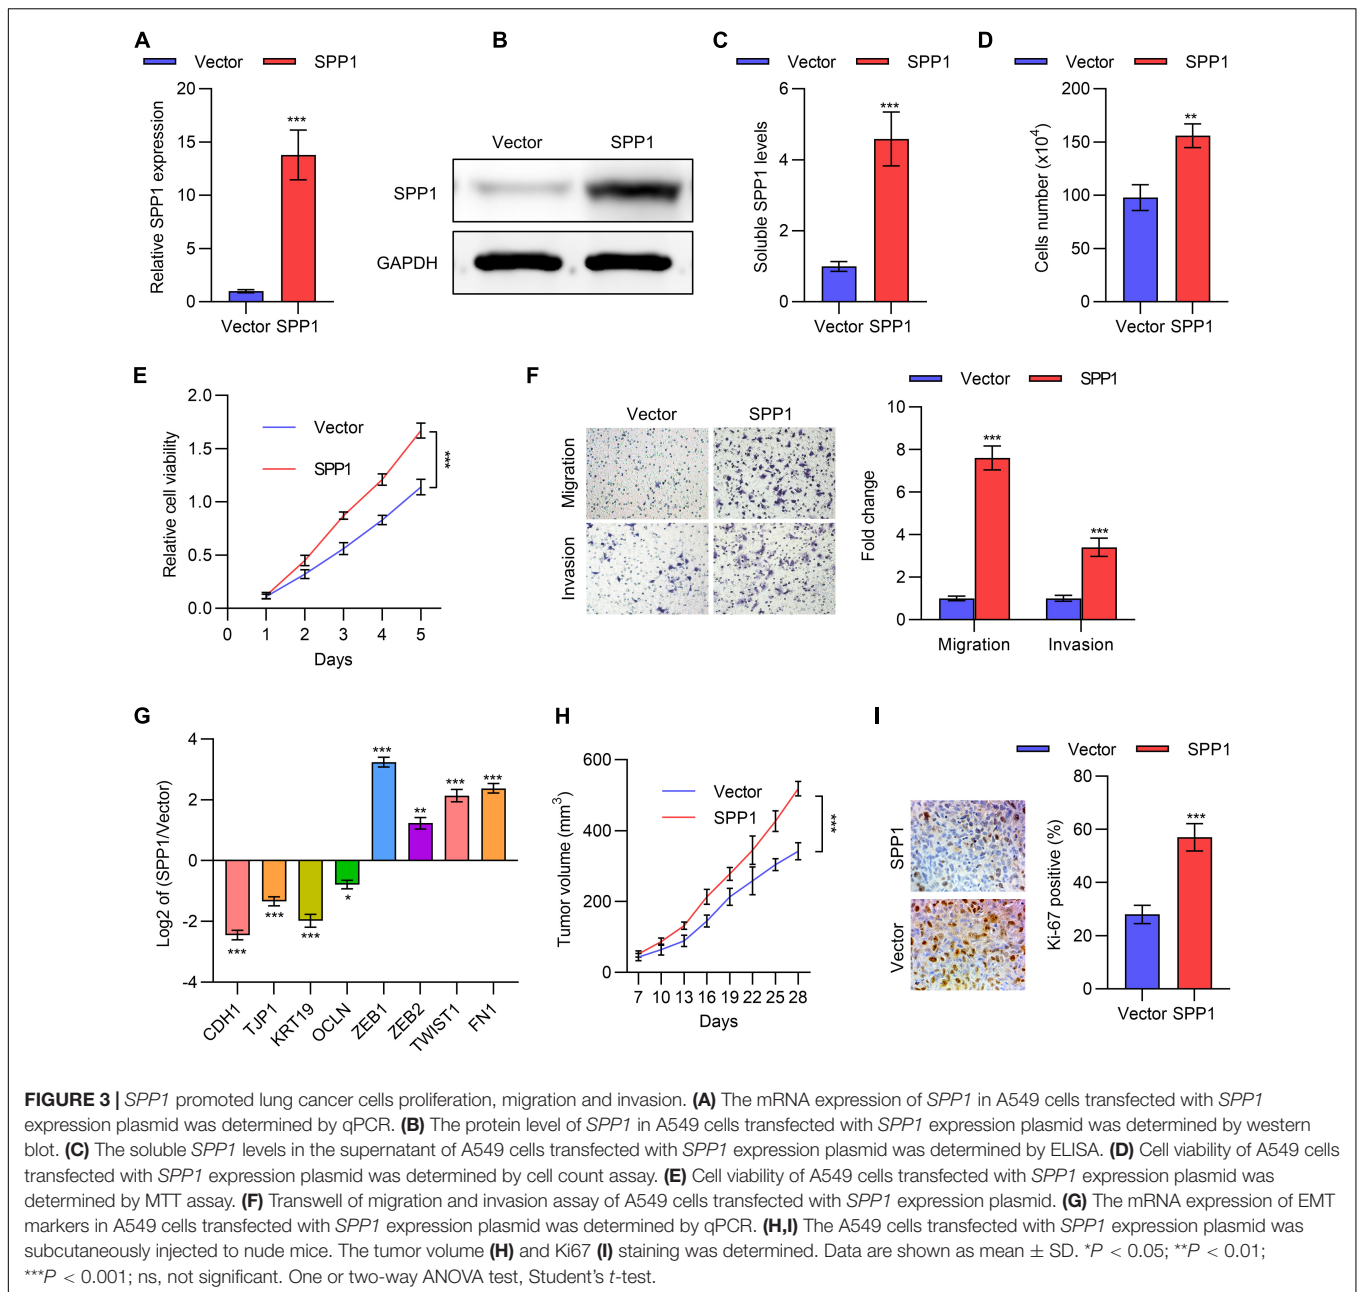 A
Vector SPP1
Relative SPP1 expression
20
15
10
5
0
***
Vector SPP1
B
Vector SPP1
SPP1
GAPDH
C
Vector SPP1
Soluble SPP1 levels
6
4
2
0
***
Vector SPP1
D
Vector SPP1
Cells number (x10⁴)
200
150
100
50
0
**
Vector SPP1
E
Relative cell viability
2.0
1.5
1.0
0.5
0.0
Vector
SPP1
***
0 1 2 3 4 5
Days
F
Vector SPP1
Migration
Invasion
Vector SPP1
Fold change
10
8
6
4
2
0
***
***
Migration Invasion
G
Log2 of (SPP1/Vector)
4
2
0
-2
-4
*** *** *** * *** ** *** ***
CDH1 TJP1 KRT19 OCLN ZEB1 ZEB2 TWIST1 FN1
H
Tumor volume (mm³)
600
400
200
0
Vector
SPP1
***
7 10 13 16 19 22 25 28
Days
I
SPP1
Vector
Vector SPP1
Ki-67 positive (%)
80
60
40
20
0
***
Vector SPP1
FIGURE 3 | SPP1 promoted lung cancer cells proliferation, migration and invasion. (A) The mRNA expression of SPP1 in A549 cells transfected with SPP1
expression plasmid was determined by qPCR. (B) The protein level of SPP1 in A549 cells transfected with SPP1 expression plasmid was determined by western
blot. (C) The soluble SPP1 levels in the supernatant of A549 cells transfected with SPP1 expression plasmid was determined by ELISA. (D) Cell viability of A549 cells
transfected with SPP1 expression plasmid was determined by cell count assay. (E) Cell viability of A549 cells transfected with SPP1 expression plasmid was
determined by MTT assay. (F) Transwell of migration and invasion assay of A549 cells transfected with SPP1 expression plasmid. (G) The mRNA expression of EMT
markers in A549 cells transfected with SPP1 expression plasmid was determined by qPCR. (H,I) The A549 cells transfected with SPP1 expression plasmid was
subcutaneously injected to nude mice. The tumor volume (H) and Ki67 (I) staining was determined. Data are shown as mean ± SD. *P < 0.05; **P < 0.01;
***P < 0.001; ns, not significant. One or two-way ANOVA test, Student's t-test.